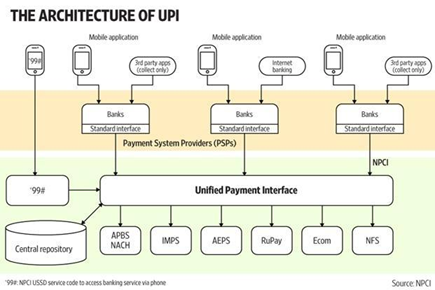 THE ARCHITECTURE OF UPI
Mobile application
Mobile application
Mobile application
'99#
3rd party apps
(collect only)
Internet
banking
3rd party apps
(collect only)
Banks
Standard interface
Banks
Standard interface
Banks
Standard interface
Payment System Providers (PSPs)
NPCI
'99#
Unified Payment Interface
Central repository
APBS
NACH
IMPS
AEPS
RuPay
Ecom
NFS
'99#: NPCI USSD service code to access banking service via phone
Source: NPCI